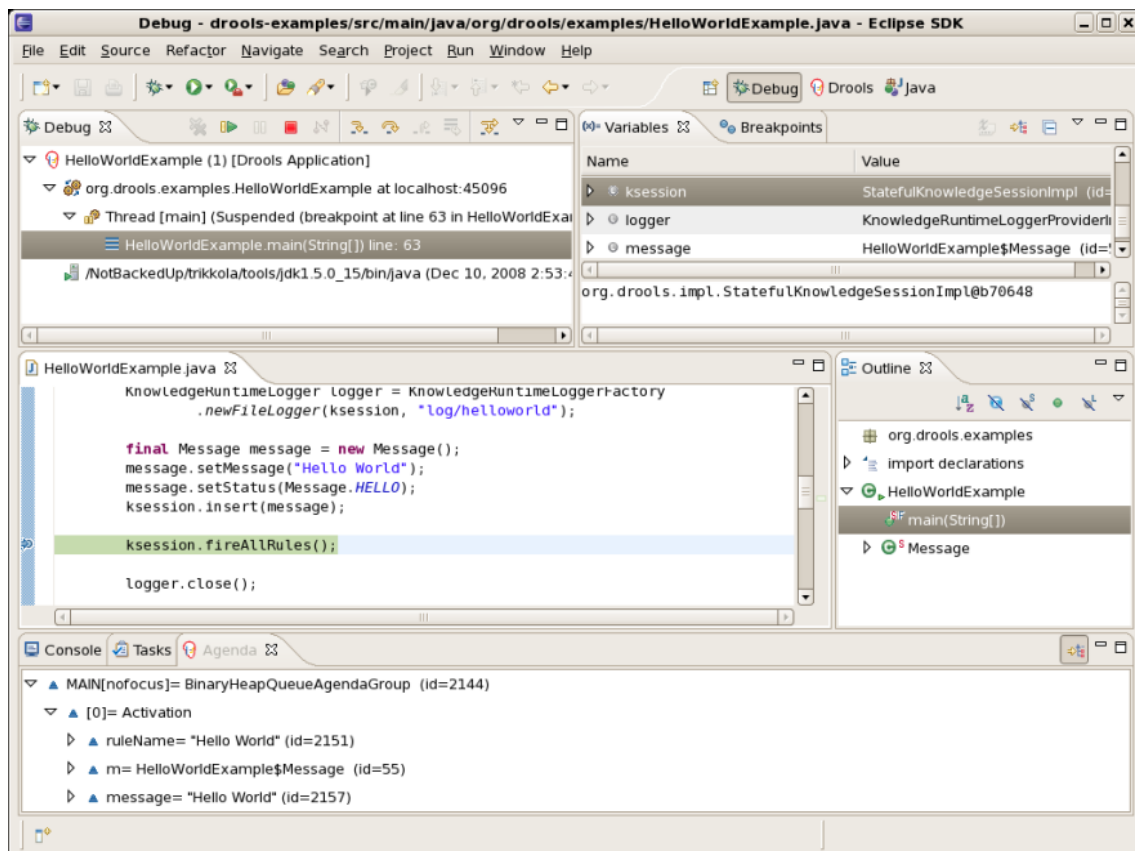 Debug - drools-examples/src/main/java/org/drools/examples/HelloWorldExample.java - Eclipse SDK
File Edit Source Refactor Navigate Search Project Run Window Help
Debug Drools Java
Debug
HelloWorldExample (1) [Drools Application]
org.drools.examples.HelloWorldExample at localhost:45096
Thread [main] (Suspended (breakpoint at line 63 in HelloWorldExa
HelloWorldExample.main(String[]) line: 63
/NotBackedUp/trikkola/tools/jdk1.5.0_15/bin/java (Dec 10, 2008 2:53:4
Variables Breakpoints
Name Value
ksession StatefulKnowledgeSessionImpl (id=
logger KnowledgeRuntimeLoggerProviderI
message HelloWorldExample$Message (id=
org.drools.impl.StatefulKnowledgeSessionImpl@b70648
HelloWorldExample.java
KnowledgeRuntimeLogger logger = KnowledgeRuntimeLoggerFactory
.newFileLogger(ksession, "log/helloworld");
final Message message = new Message();
message.setMessage("Hello World");
message.setStatus(Message.HELLO);
ksession.insert(message);
ksession.fireAllRules();
logger.close();
Outline
org.drools.examples
import declarations
HelloWorldExample
main(String[])
Message
Console Tasks Agenda
MAIN[nofocus]= BinaryHeapQueueAgendaGroup (id=2144)
[0]= Activation
ruleName= "Hello World" (id=2151)
m= HelloWorldExample$Message (id=55)
message= "Hello World" (id=2157)